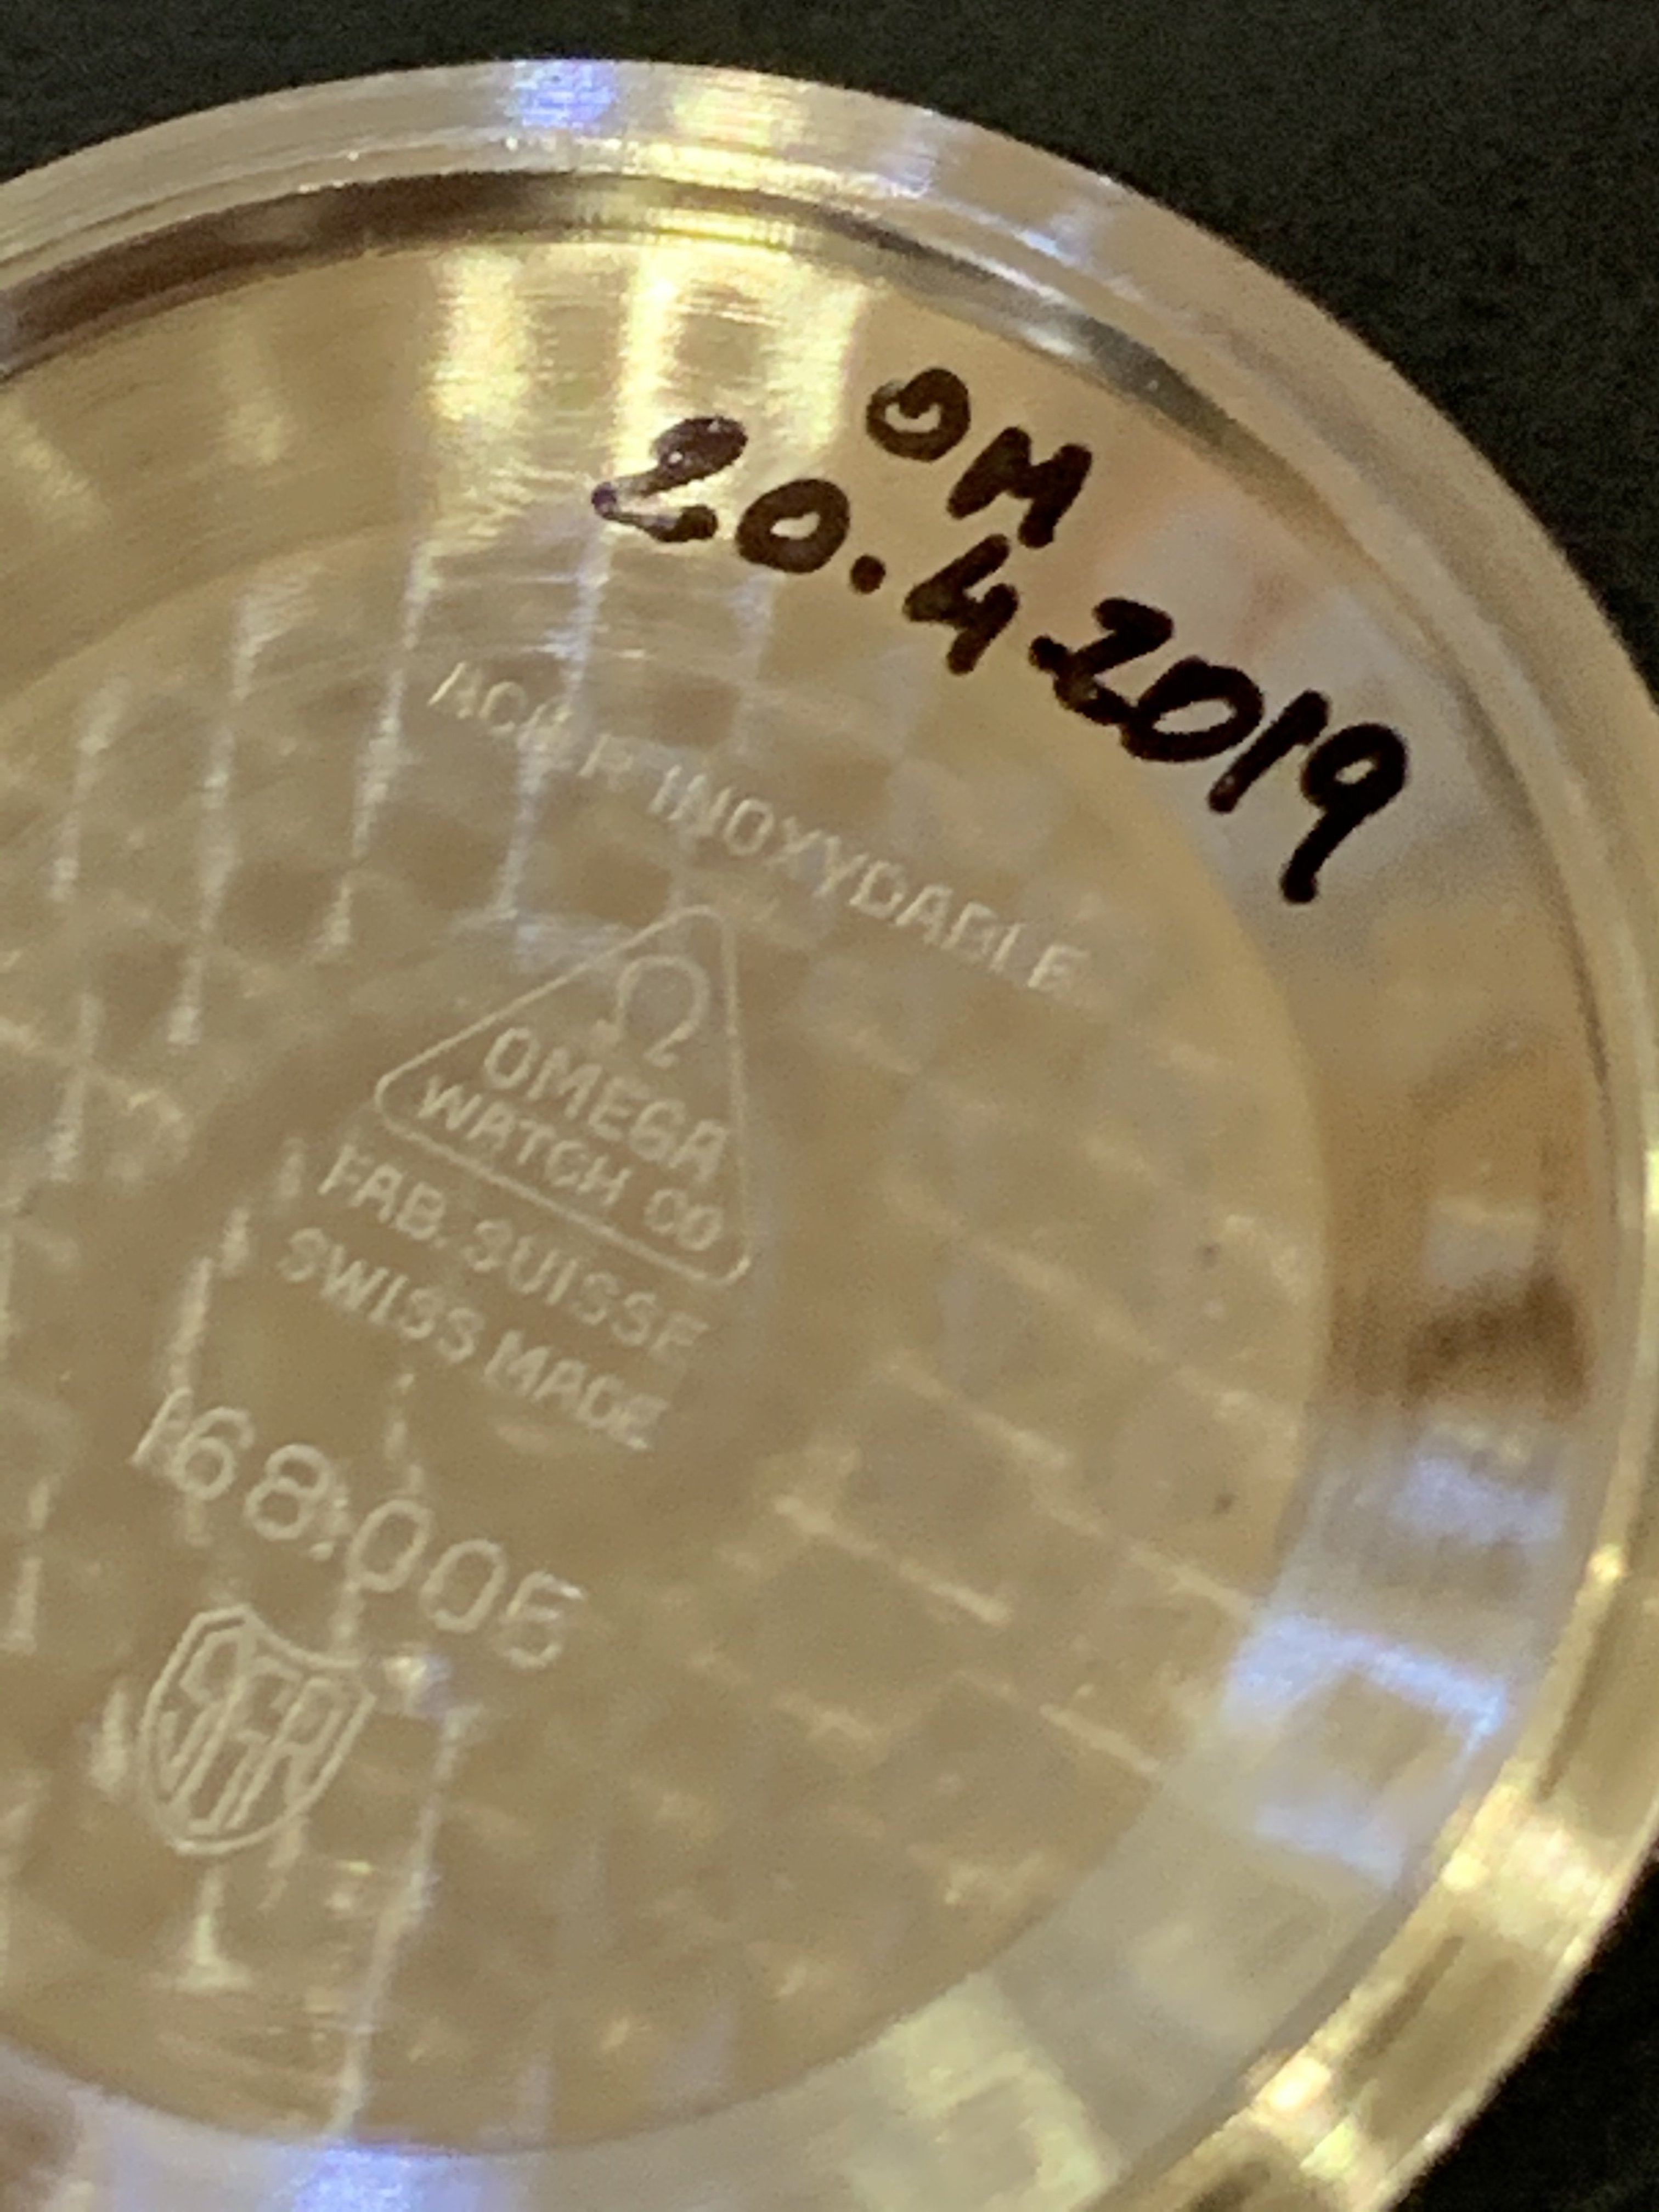 OM
20.4.2019
ACIER INOXYDABLE
Ω
OMEGA
WATCH CO
FAB. SUISSE
SWISS MADE
168.005